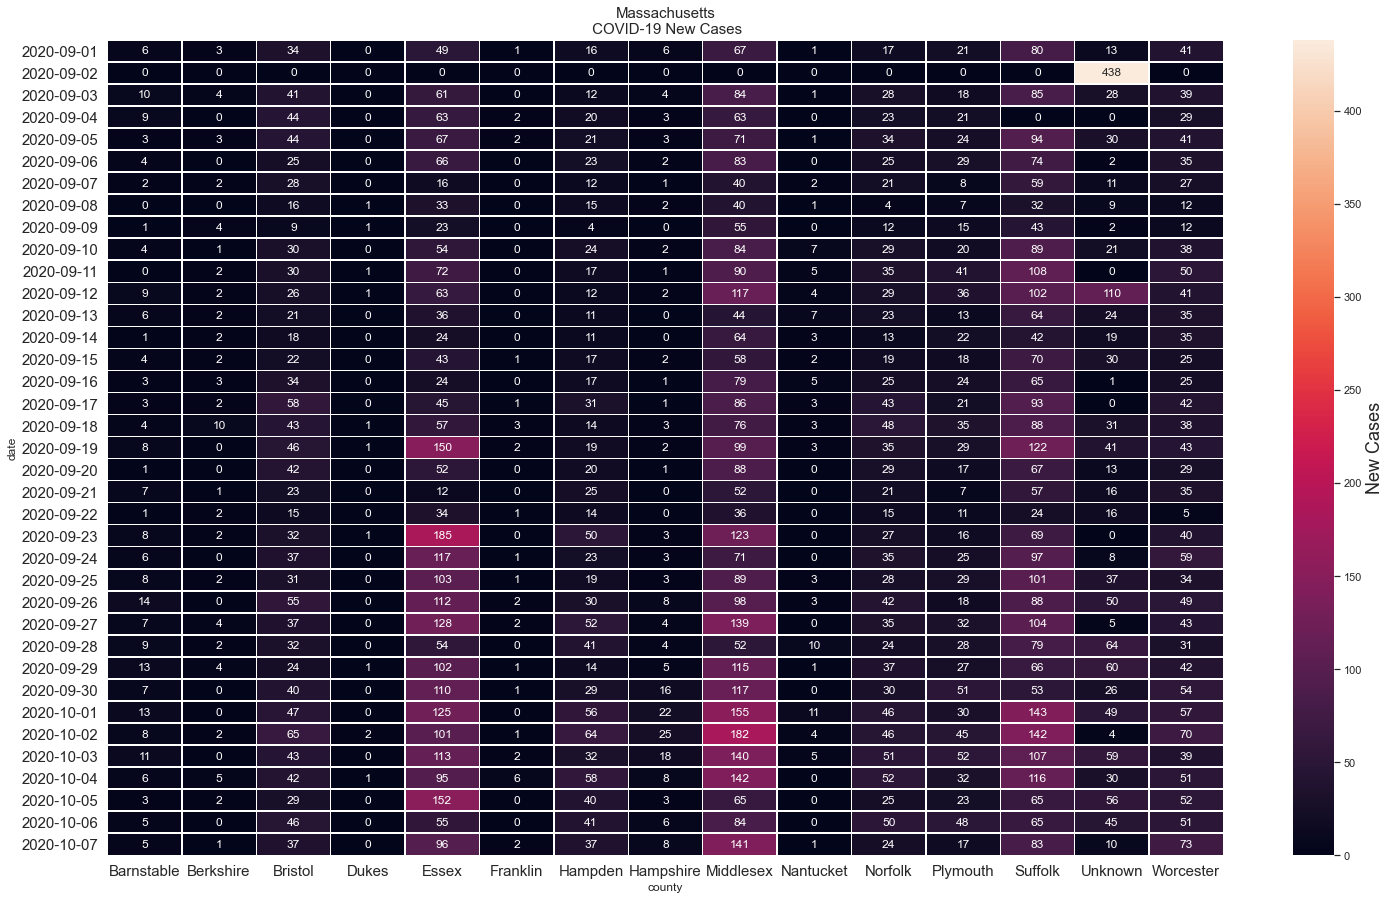 Massachusetts
COVID-19 New Cases
2020-09-01 6 3 34 0 49 1 16 6 67 1 17 21 80 13 41
2020-09-02 0 0 0 0 0 0 0 0 0 0 0 0 0 438 0
2020-09-03 10 4 41 0 61 0 12 4 84 1 28 18 85 28 39
2020-09-04 9 0 44 0 63 2 20 3 63 0 23 21 0 0 29
2020-09-05 3 3 44 0 67 2 21 3 71 1 34 24 94 30 41
2020-09-06 4 0 25 0 66 0 23 2 83 0 25 29 74 2 35
2020-09-07 2 2 28 0 16 0 12 1 40 2 21 8 59 11 27
2020-09-08 0 0 16 1 33 0 15 2 40 1 4 7 32 9 12
2020-09-09 1 4 9 1 23 0 4 0 55 0 12 15 43 2 12
2020-09-10 4 1 30 0 54 0 24 2 84 7 29 20 89 21 38
2020-09-11 0 2 30 1 72 0 17 1 90 5 35 41 108 0 50
2020-09-12 9 2 26 1 63 0 12 2 117 4 29 36 102 110 41
2020-09-13 6 2 21 0 36 0 11 0 44 7 23 13 64 24 35
2020-09-14 1 2 18 0 24 0 11 0 64 3 13 22 42 19 35
2020-09-15 4 2 22 0 43 1 17 2 58 2 19 18 70 30 25
2020-09-16 3 3 34 0 24 0 17 1 79 5 25 24 65 1 25
2020-09-17 3 2 58 0 45 1 31 1 86 3 43 21 93 0 42
2020-09-18 4 10 43 1 57 3 14 3 76 3 48 35 88 31 38
2020-09-19 8 0 46 1 150 2 19 2 99 3 35 29 122 41 43
2020-09-20 1 0 42 0 52 0 20 1 88 0 29 17 67 13 29
2020-09-21 7 1 23 0 12 0 25 0 52 0 21 7 57 16 35
2020-09-22 1 2 15 0 34 1 14 0 36 0 15 11 24 16 5
2020-09-23 8 2 32 1 185 0 50 3 123 0 27 16 69 0 40
2020-09-24 6 0 37 0 117 1 23 3 71 0 35 25 97 8 59
2020-09-25 8 2 31 0 103 1 19 3 89 3 28 29 101 37 34
2020-09-26 14 0 55 0 112 2 30 8 98 3 42 18 88 50 49
2020-09-27 7 4 37 0 128 2 52 4 139 0 35 32 104 5 43
2020-09-28 9 2 32 0 54 0 41 4 52 10 24 28 79 64 31
2020-09-29 13 4 24 1 102 1 14 5 115 1 37 27 66 60 42
2020-09-30 7 0 40 0 110 1 29 16 117 0 30 51 53 26 54
2020-10-01 13 0 47 0 125 0 56 22 155 11 46 30 143 49 57
2020-10-02 8 2 65 2 101 1 64 25 182 4 46 45 142 4 70
2020-10-03 11 0 43 0 113 2 32 18 140 5 51 52 107 59 39
2020-10-04 6 5 42 1 95 6 58 8 142 0 52 32 116 30 51
2020-10-05 3 2 29 0 152 0 40 3 65 0 25 23 65 56 52
2020-10-06 5 0 46 0 55 0 41 6 84 0 50 48 65 45 51
2020-10-07 5 1 37 0 96 2 37 8 141 1 24 17 83 10 73
Barnstable Berkshire Bristol Dukes Essex Franklin Hampden Hampshire Middlesex Nantucket Norfolk Plymouth Suffolk Unknown Worcester
county
date
400
350
300
250
200
150
100
50
0
New Cases